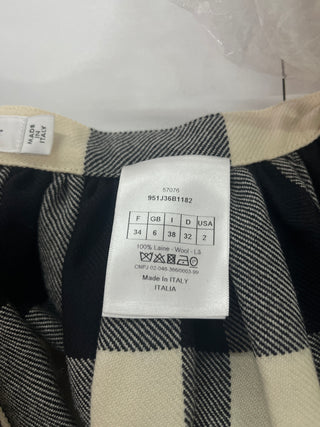 MADE
IN
ITALY
57076
951J36B1182
F GB I D USA
34 6 38 32 2
100% Laine - Wool - Lã
Made In ITALY
ITALIA